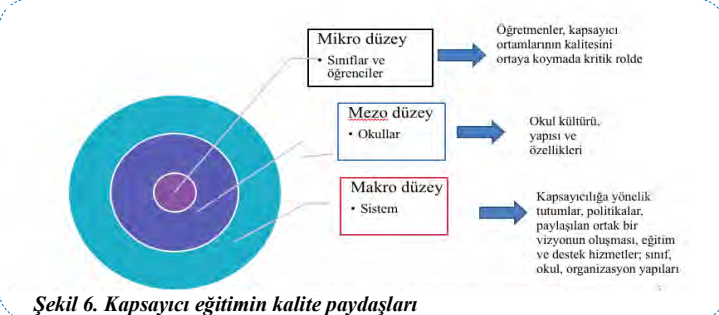 Mikro düzey
• Sınıflar ve
öğrenciler
Öğretmenler, kapsayıcı
ortamlarının kalitesini
ortaya koymada kritik rolde
Mezo düzey
• Okullar
Okul kültürü,
yapısı ve
özellikleri
Makro düzey
• Sistem
Kapsayıcılığa yönelik
tutumlar, politikalar,
paylaşılan ortak bir
vizyonun oluşması, eğitim
ve destek hizmetler; sınıf,
okul, organizasyon yapıları
Şekil 6. Kapsayıcı eğitimin kalite paydaşları